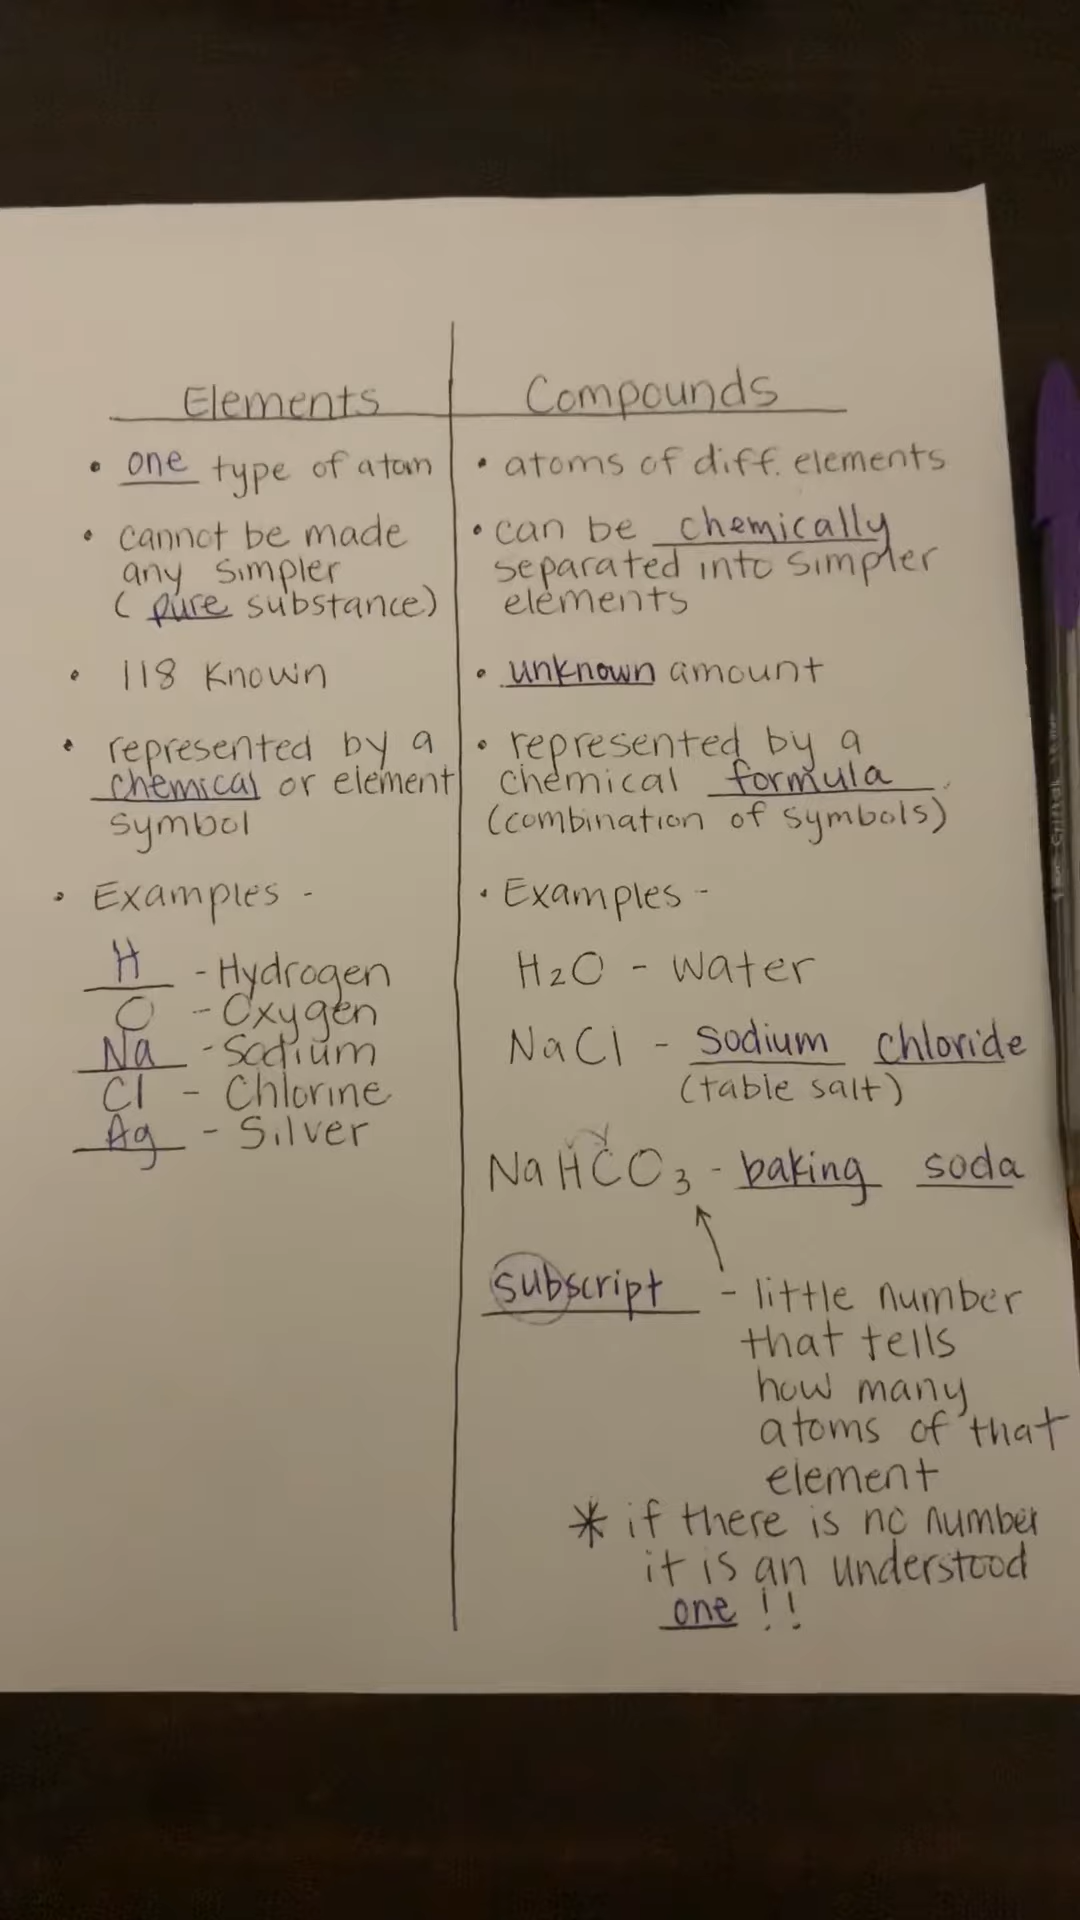 Elements
• one type of atom
• cannot be made
any simpler
(pure substance)
• 118 known
• represented by a
chemical or element
symbol
• Examples -
H - Hydrogen
O - Oxygen
Na - Sodium
Cl - Chlorine
Ag - Silver
Compounds
• atoms of diff. elements
• can be chemically
separated into simpler
elements
• unknown amount
• represented by a
chemical formula
(combination of symbols)
• Examples -
H₂O - water
NaCl - sodium chloride
(table salt)
NaHCO₃ - baking soda
subscript - little number
that tells
how many
atoms of that
element
* if there is no number
it is an understood
one !!